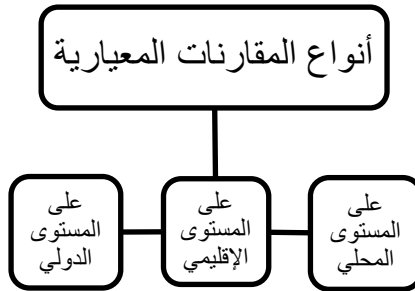 أنواع المقارنات المعيارية
على
المستوى
المحلي
على
المستوى
الإقليمي
على
المستوى
الدولي